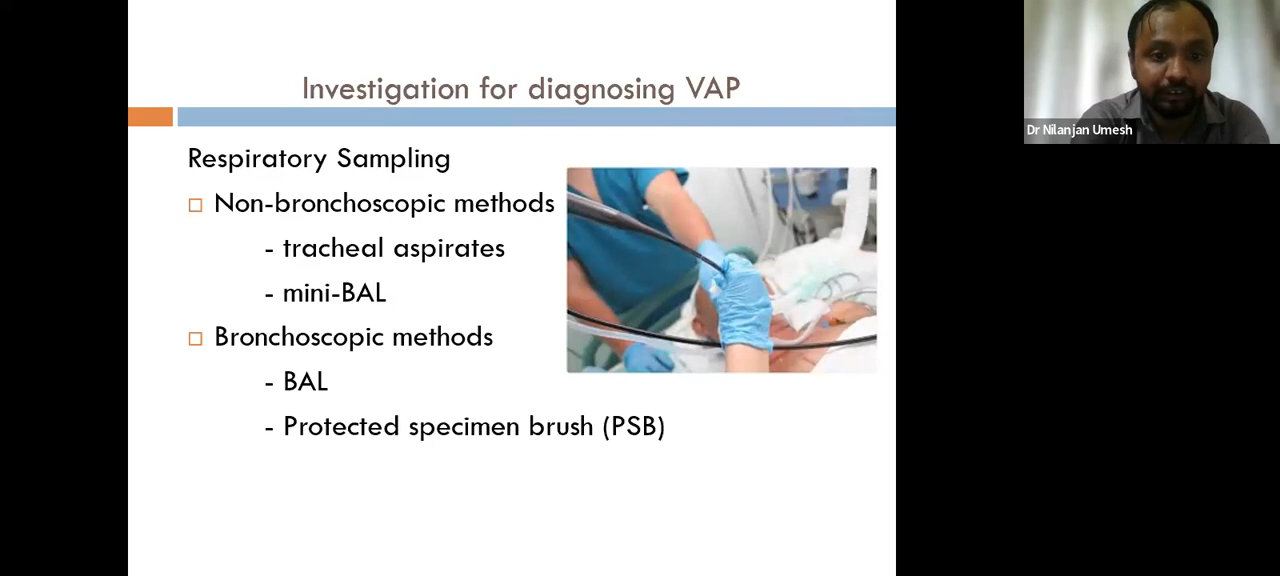 Investigation for diagnosing VAP
Respiratory Sampling
Non-bronchoscopic methods
- tracheal aspirates
- mini-BAL
Bronchoscopic methods
- BAL
- Protected specimen brush (PSB)
Dr Nilanjan Umesh